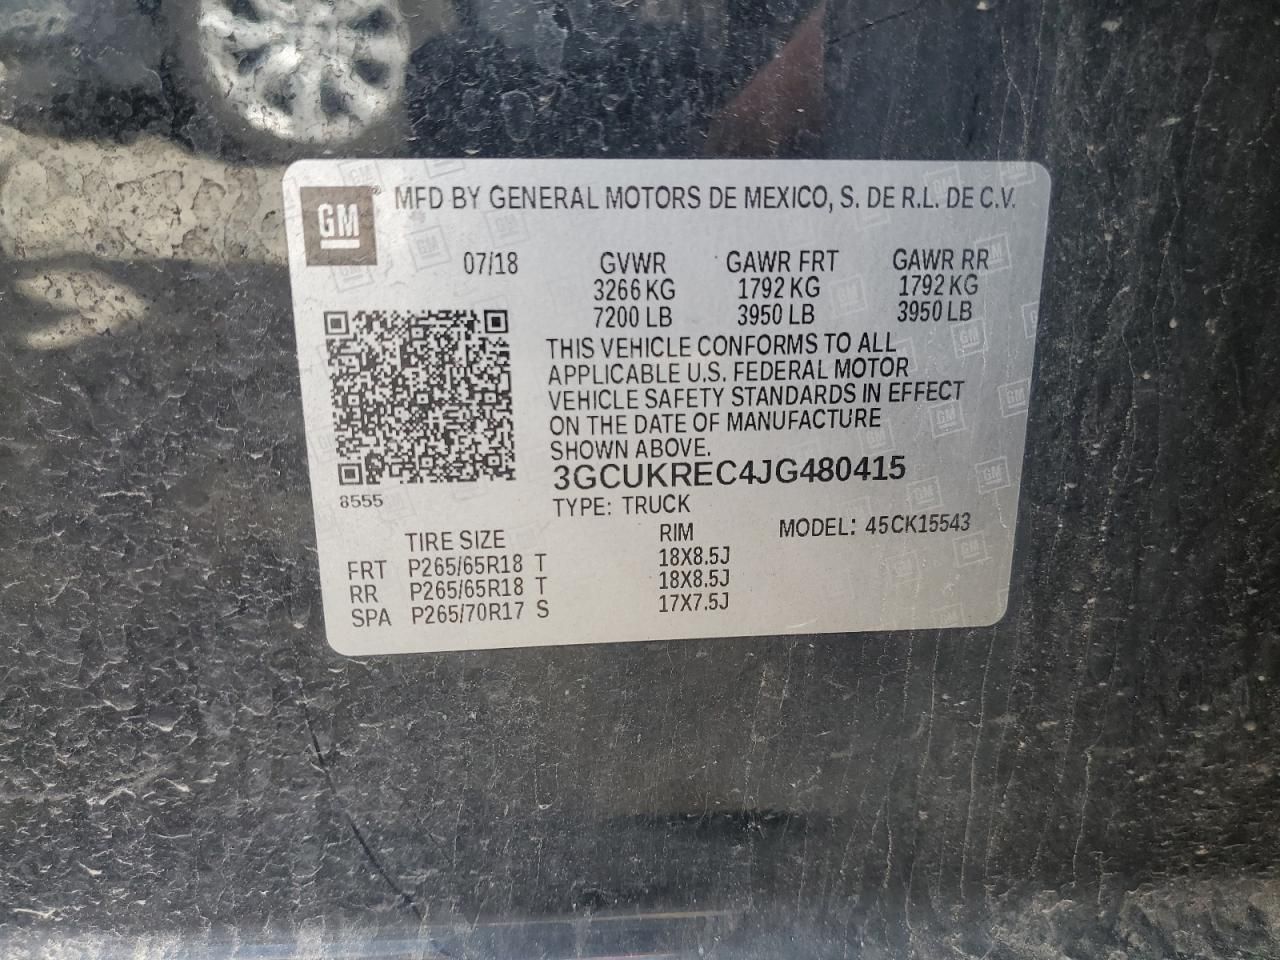 GM MFD BY GENERAL MOTORS DE MEXICO, S. DE R.L. DE C.V.
07/18 GVWR GAWR FRT GAWR RR
3266 KG 1792 KG 1792 KG
7200 LB 3950 LB 3950 LB
THIS VEHICLE CONFORMS TO ALL
APPLICABLE U.S. FEDERAL MOTOR
VEHICLE SAFETY STANDARDS IN EFFECT
ON THE DATE OF MANUFACTURE
SHOWN ABOVE.
3GCUKREC4JG480415
8555
TYPE: TRUCK
TIRE SIZE RIM MODEL: 45CK15543
FRT P265/65R18 T 18X8.5J
RR P265/65R18 T 18X8.5J
SPA P265/70R17 S 17X7.5J